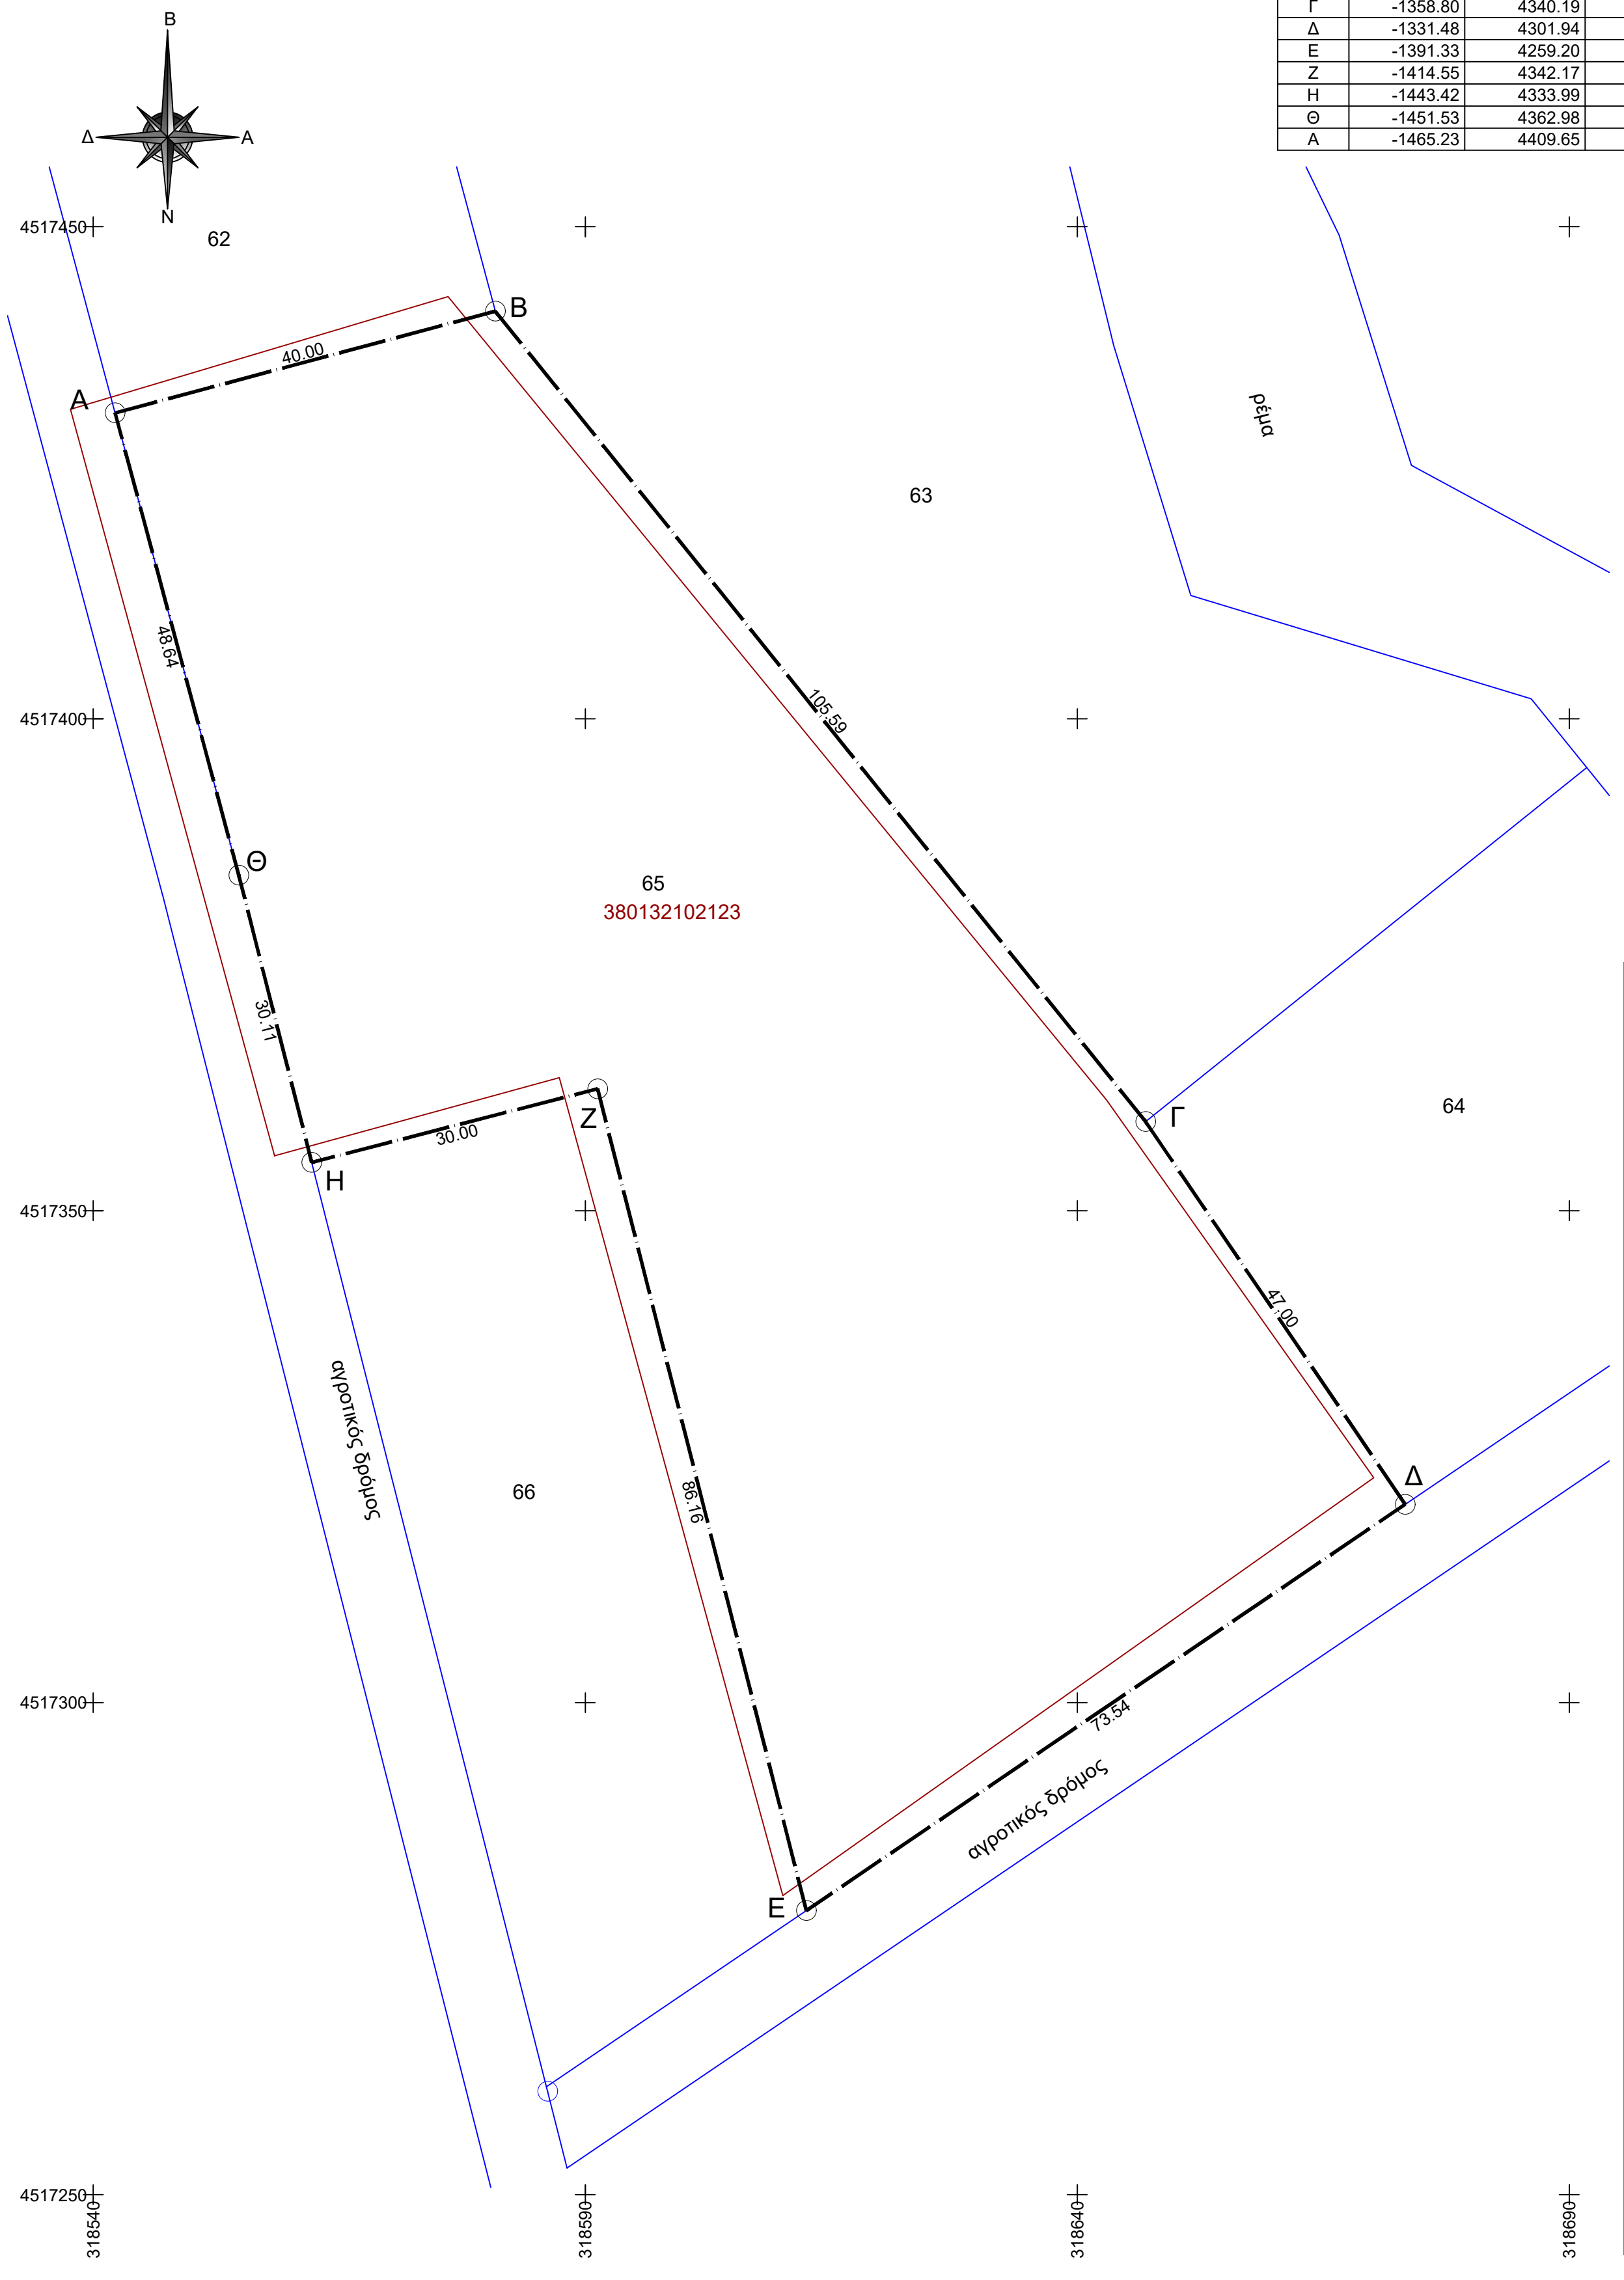 Γ -1358.80 4340.19
Δ -1331.48 4301.94
Ε -1391.33 4259.20
Ζ -1414.55 4342.17
Η -1443.42 4333.99
Θ -1451.53 4362.98
Α -1465.23 4409.65
Β
Δ Α
Ν
4517450
62
Β
40.00
Α
ρέμα
63
48.64
105.59
4517400
Θ
65
380132102123
30.11
64
Γ
Ζ
30.00
Η
4517350
47.00
αγροτικός δρόμος
66
86.16
Δ
4517300
73.54
αγροτικός δρόμος
Ε
4517250
318540
318590
318640
318690